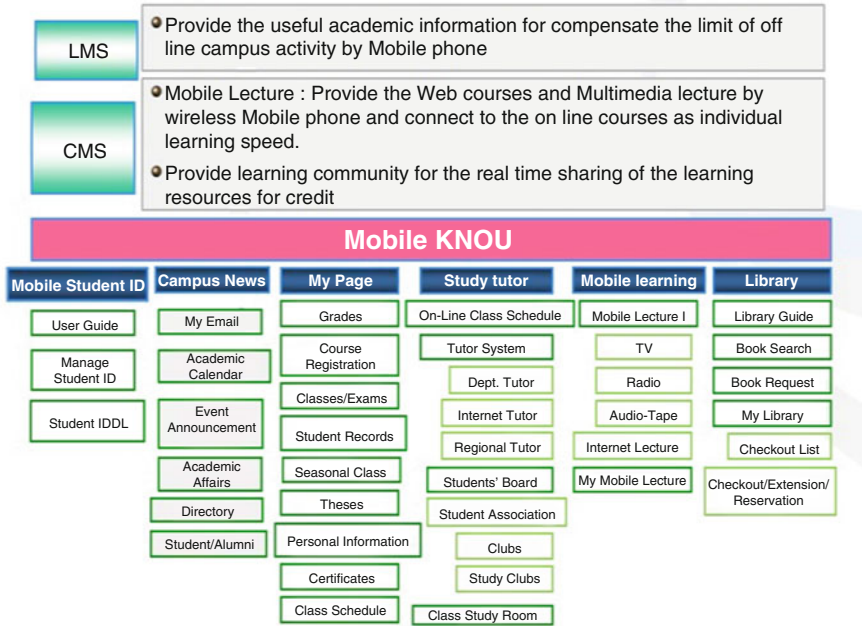 LMS
Provide the useful academic information for compensate the limit of off
line campus activity by Mobile phone
CMS
Mobile Lecture : Provide the Web courses and Multimedia lecture by
wireless Mobile phone and connect to the on line courses as individual
learning speed.
Provide learning community for the real time sharing of the learning
resources for credit
Mobile KNOU
Mobile Student ID
User Guide
Manage
Student ID
Student IDDL
Campus News
My Email
Academic
Calendar
Event
Announcement
Academic
Affairs
Directory
Student/Alumni
My Page
Grades
Course
Registration
Classes/Exams
Student Records
Seasonal Class
Theses
Personal Information
Certificates
Class Schedule
Study tutor
On-Line Class Schedule
Tutor System
Dept. Tutor
Internet Tutor
Regional Tutor
Students' Board
Student Association
Clubs
Study Clubs
Class Study Room
Mobile learning
Mobile Lecture I
TV
Radio
Audio-Tape
Internet Lecture
My Mobile Lecture
Library
Library Guide
Book Search
Book Request
My Library
Checkout List
Checkout/Extension/
Reservation